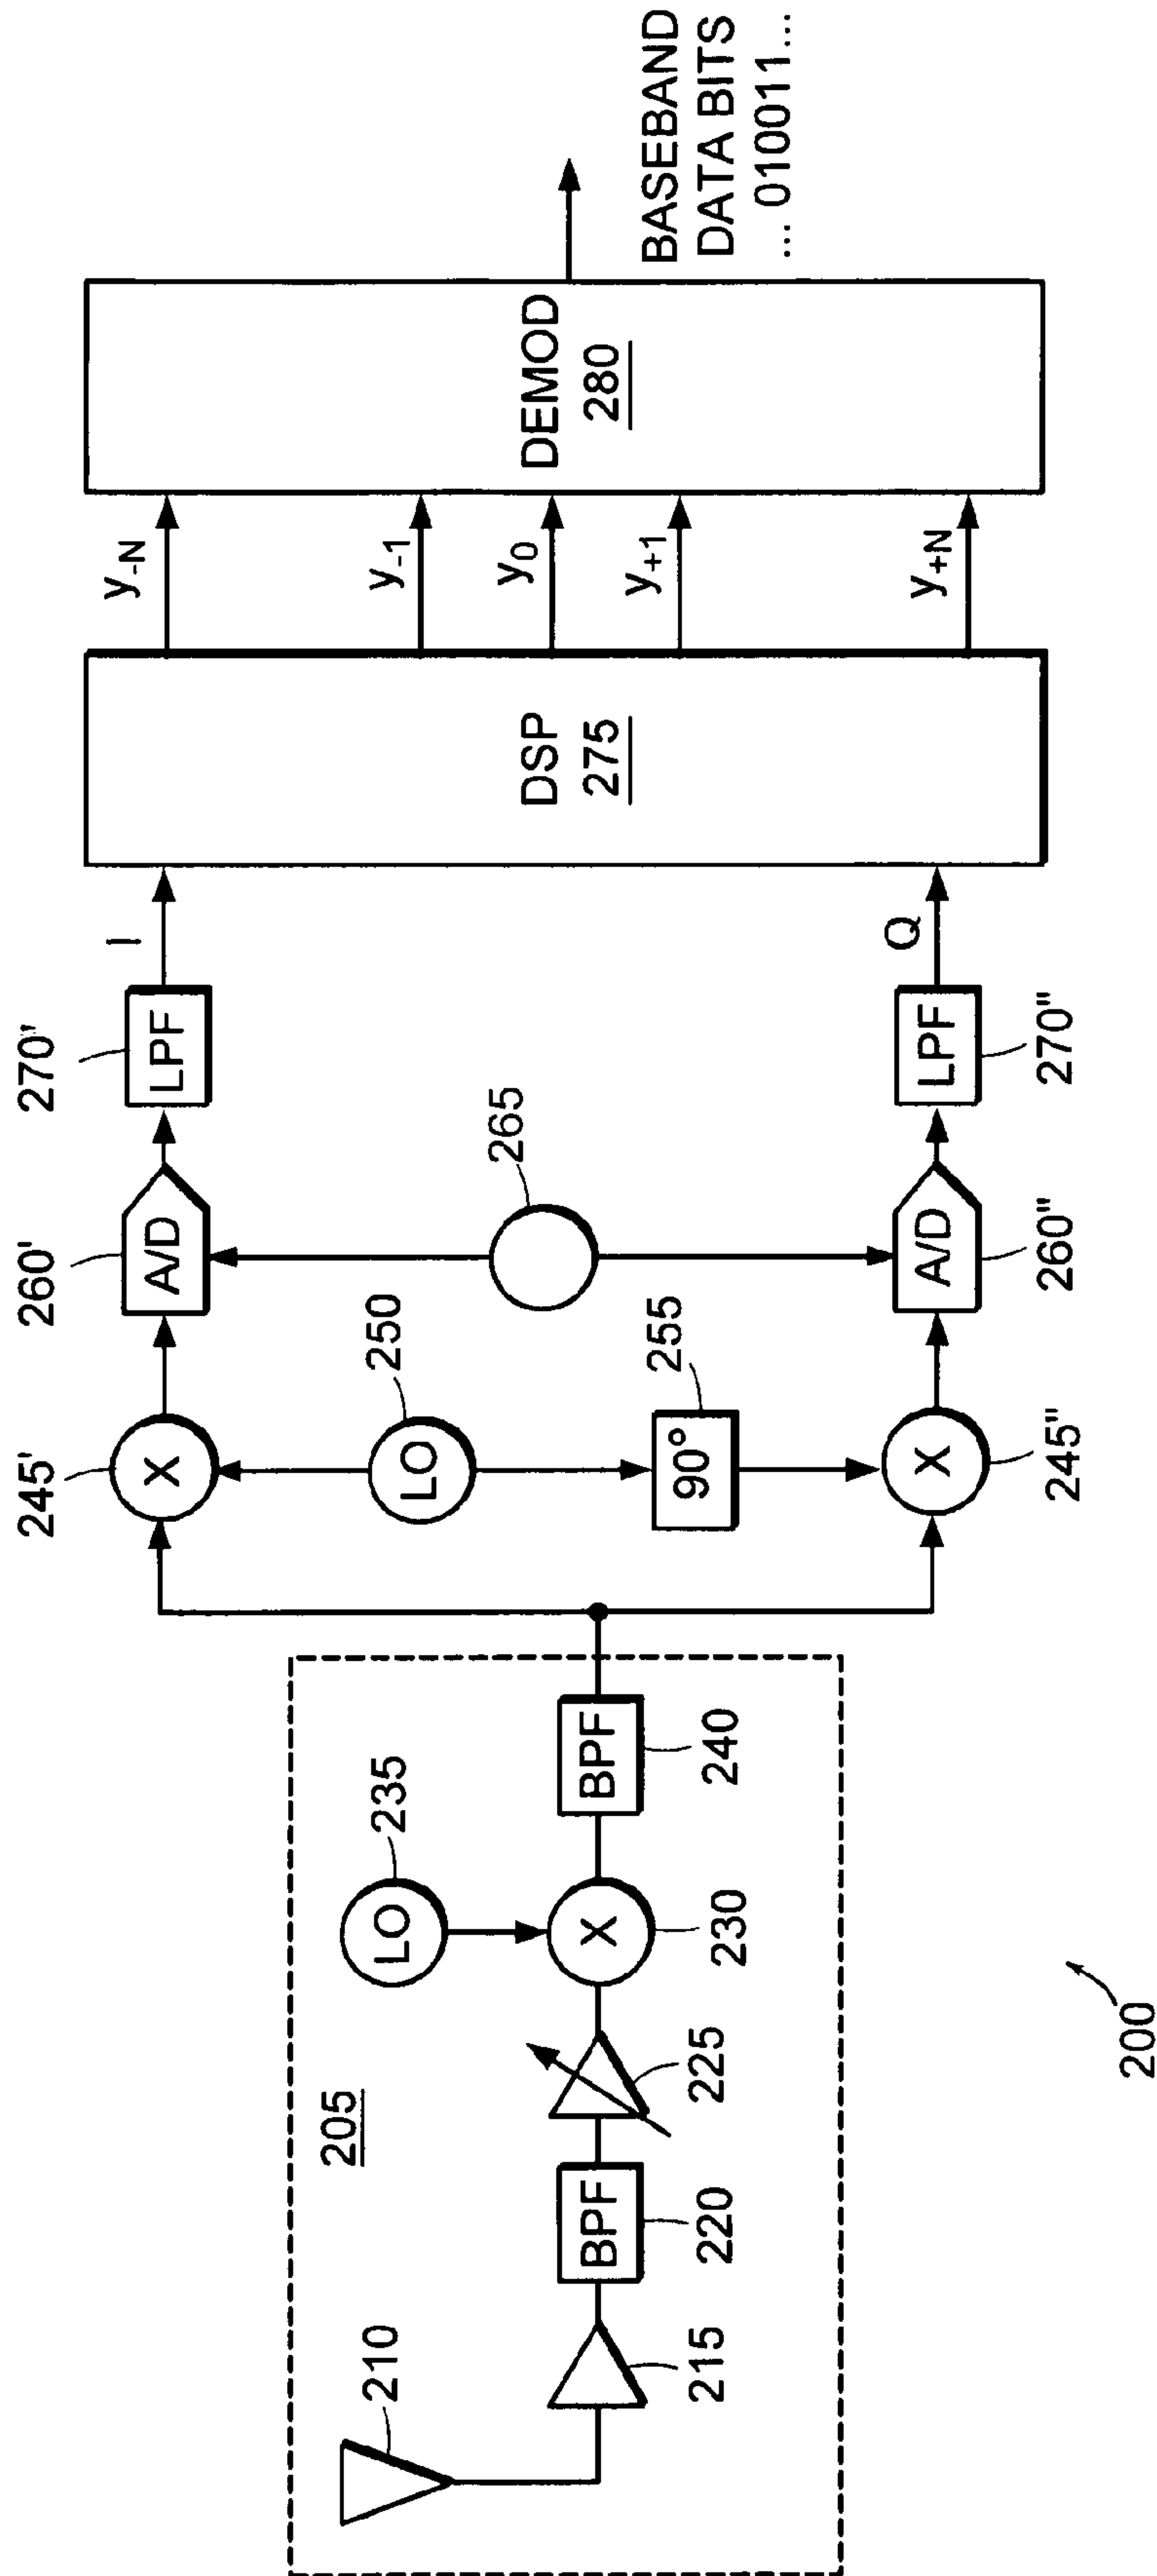 205
210
215
BPF
220
225
LO
235
X
230
BPF
240
245'
X
LO
250
90°
255
X
245"
260'
A/D
265
A/D
260"
270'
LPF
I
LPF
270"
Q
DSP
275
y-N
y-1
y0
y+1
y+N
DEMOD
280
BASEBAND
DATA BITS
... 010011...
200